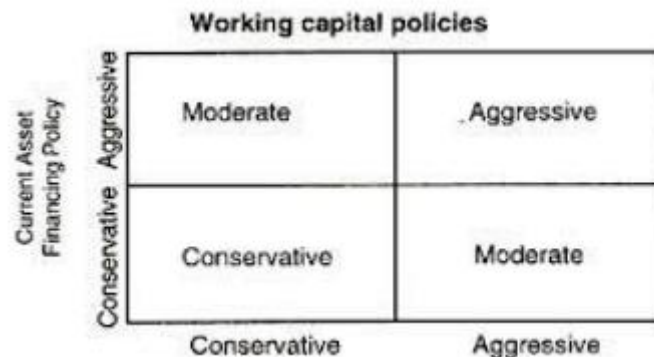 Working capital policies
Current Asset
Financing Policy
Aggressive
Moderate
Aggressive
Conservative
Conservative
Moderate
Conservative
Aggressive